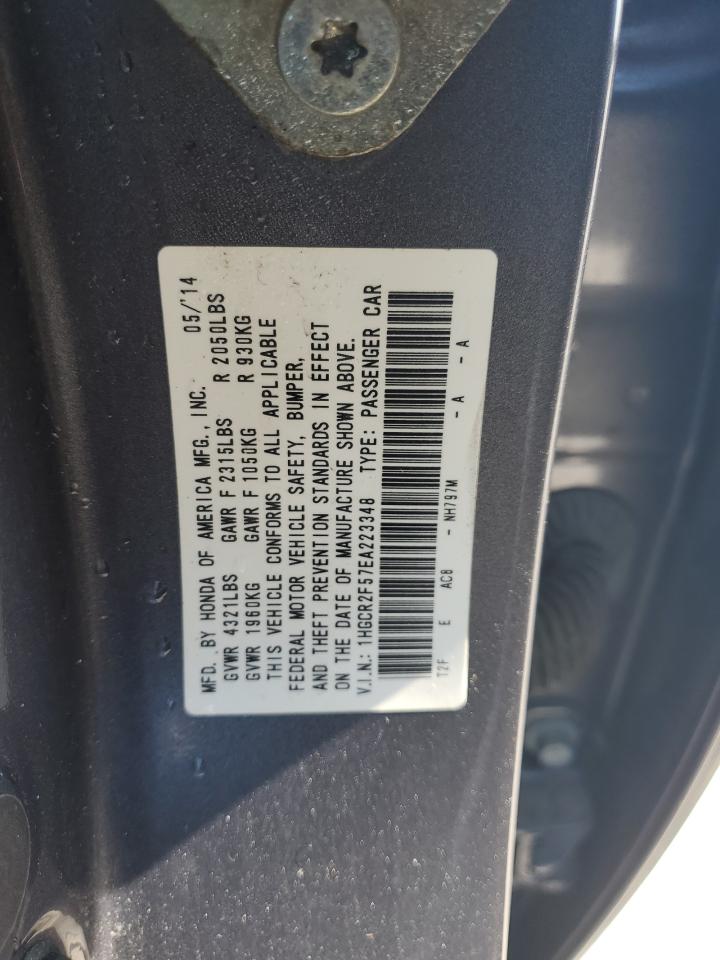 MFD. BY HONDA OF AMERICA MFG., INC. 05/'14
GVWR 4321LBS GAWR F 2315LBS R 2050LBS
GVWR 1960KG GAWR F 1050KG R 930KG
THIS VEHICLE CONFORMS TO ALL APPLICABLE
FEDERAL MOTOR VEHICLE SAFETY, BUMPER,
AND THEFT PREVENTION STANDARDS IN EFFECT
ON THE DATE OF MANUFACTURE SHOWN ABOVE.
V.I.N.: 1HGCR2F57EA223348 TYPE: PASSENGER CAR
T2F E AC8 - NH797M - A - A